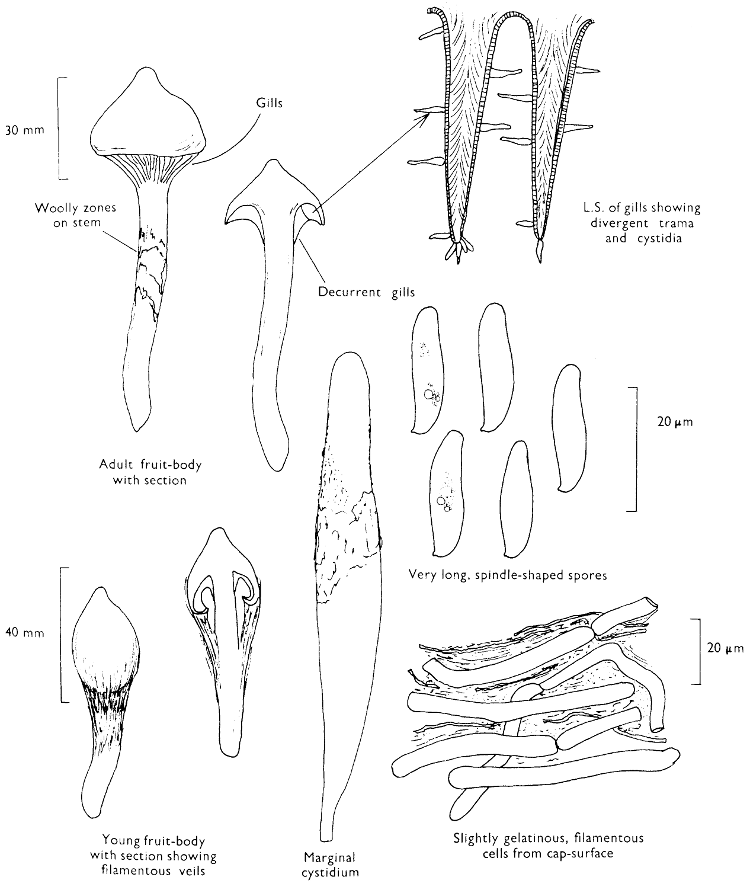 30 mm
Gills
Woolly zones
on stem
Decurrent gills
L.S. of gills showing
divergent trama
and cystidia
Adult fruit-body
with section
20 µm
Very long, spindle-shaped spores
40 mm
20 µm
Young fruit-body
with section showing
filamentous veils
Marginal
cystidium
Slightly gelatinous, filamentous
cells from cap-surface